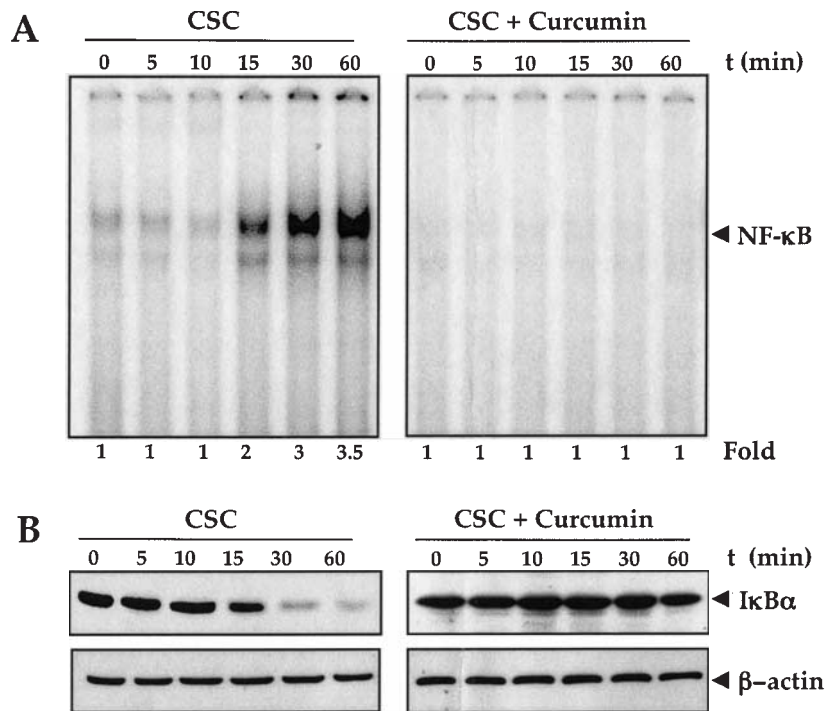 A
CSC CSC + Curcumin
0 5 10 15 30 60 0 5 10 15 30 60 t (min)
NF-κB
1 1 1 2 3 3.5 1 1 1 1 1 1 Fold
B
CSC CSC + Curcumin
0 5 10 15 30 60 0 5 10 15 30 60 t (min)
IκBα
β–actin